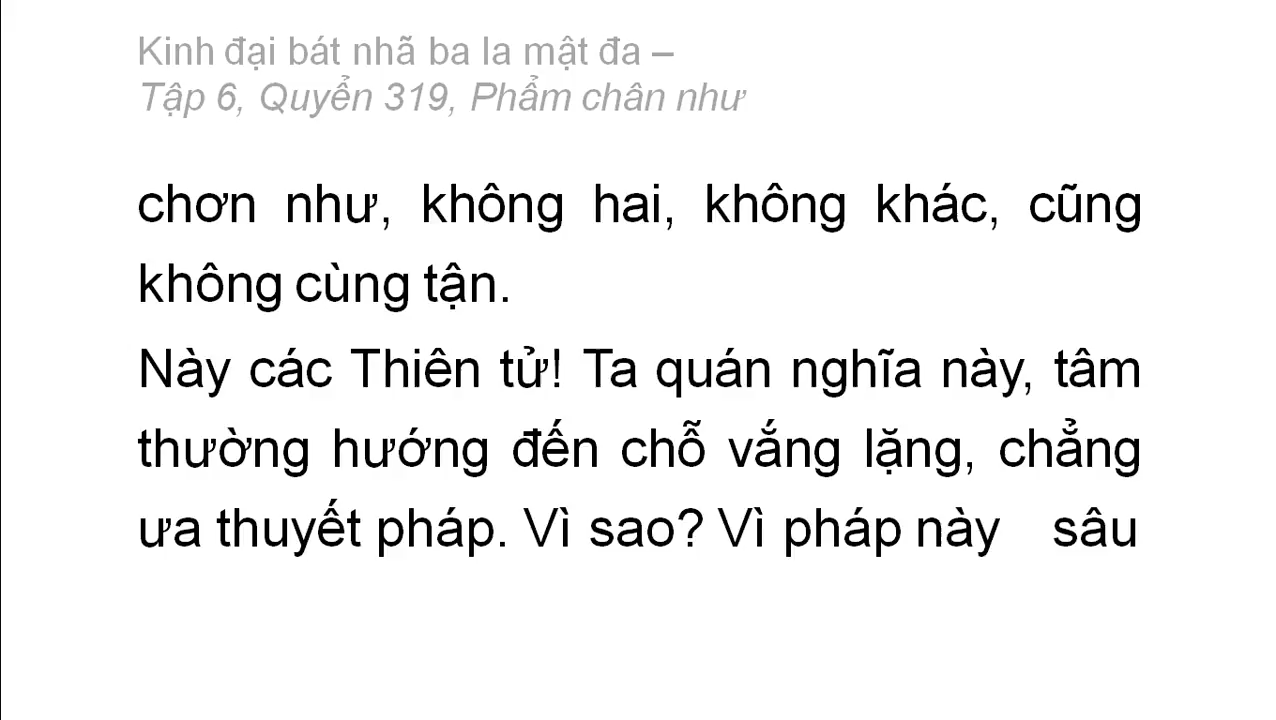 Kinh đại bát nhã ba la mật đa –
Tập 6, Quyển 319, Phẩm chân như
chơn như, không hai, không khác, cũng
không cùng tận.
Này các Thiên tử! Ta quán nghĩa này, tâm
thường hướng đến chỗ vắng lặng, chẳng
ưa thuyết pháp. Vì sao? Vì pháp này sâu